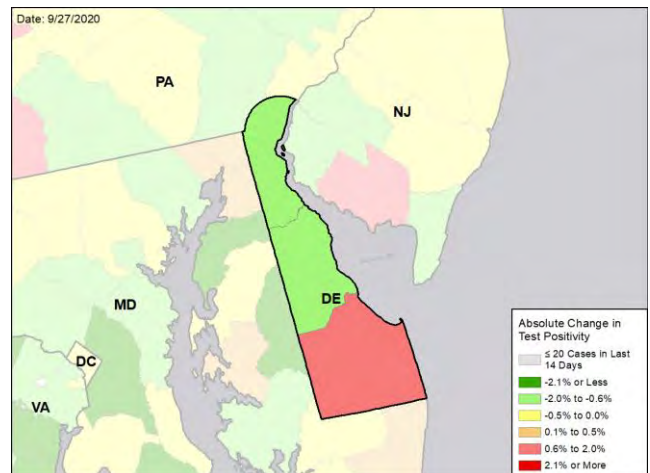 Date: 9/27/2020
PA
NJ
MD
DE
DC
VA
Absolute Change in
Test Positivity
≤ 20 Cases in Last
14 Days
-2.1% or Less
-2.0% to -0.6%
-0.5% to 0.0%
0.1% to 0.5%
0.6% to 2.0%
2.1% or More